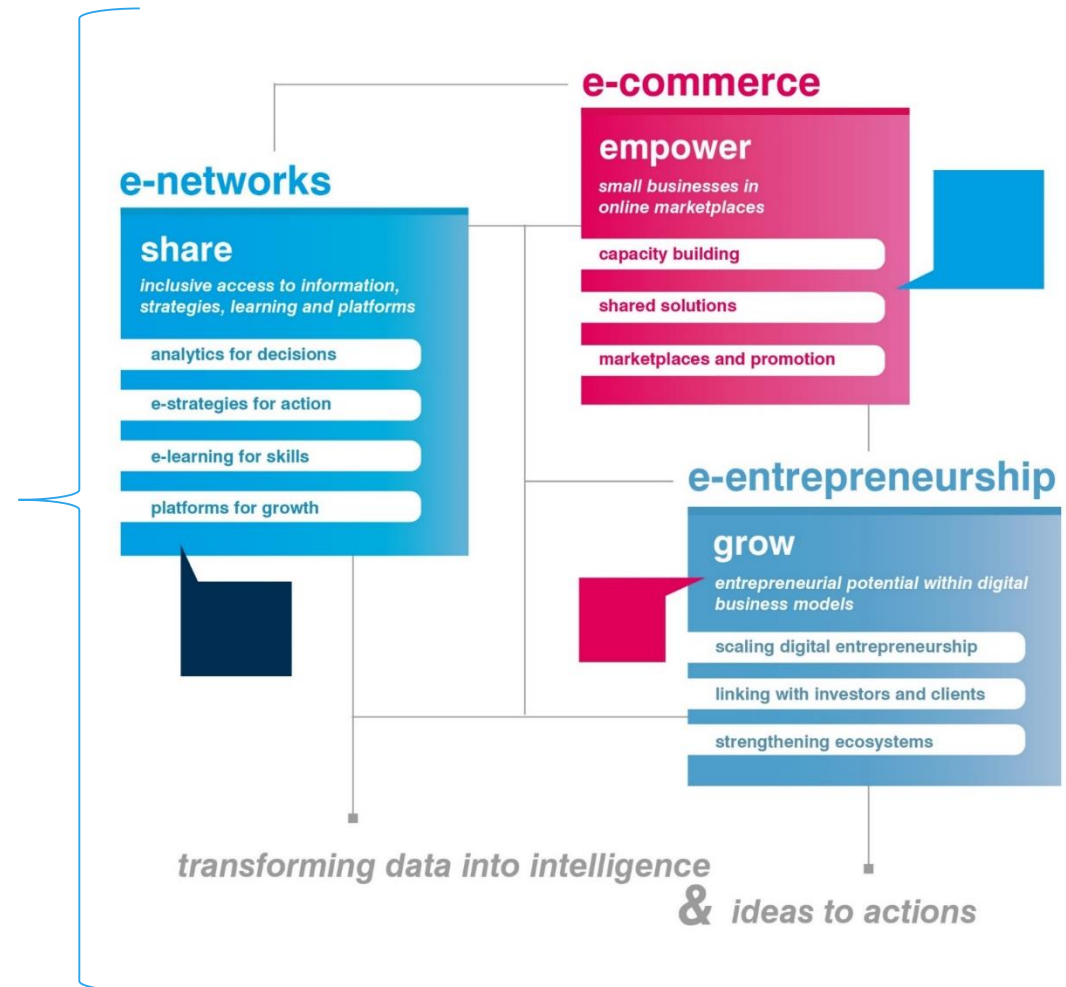 e-commerce
empower
small businesses in
online marketplaces
capacity building
shared solutions
marketplaces and promotion
e-networks
share
inclusive access to information,
strategies, learning and platforms
analytics for decisions
e-strategies for action
e-learning for skills
platforms for growth
e-entrepreneurship
grow
entrepreneurial potential within digital
business models
scaling digital entrepreneurship
linking with investors and clients
strengthening ecosystems
transforming data into intelligence
& ideas to actions